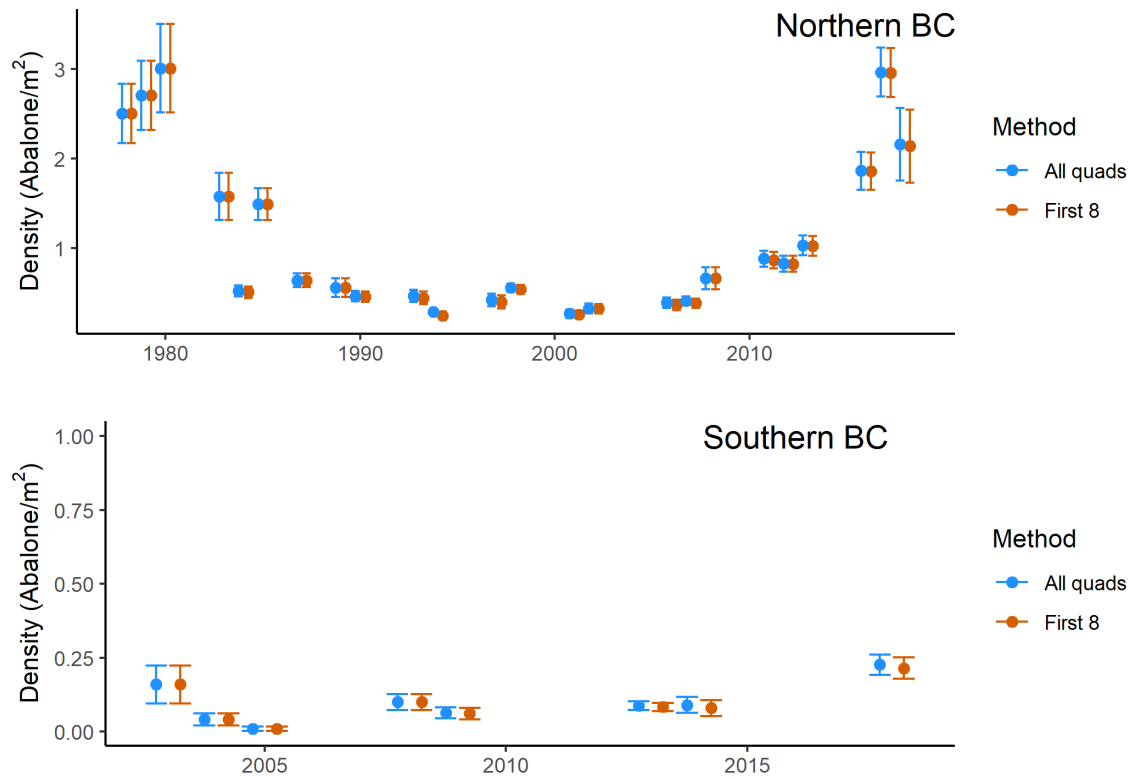 Northern BC
Density (Abalone/m²)
3
2
1
1980
1990
2000
2010
Method
All quads
First 8
Southern BC
Density (Abalone/m²)
1.00
0.75
0.50
0.25
0.00
2005
2010
2015
Method
All quads
First 8